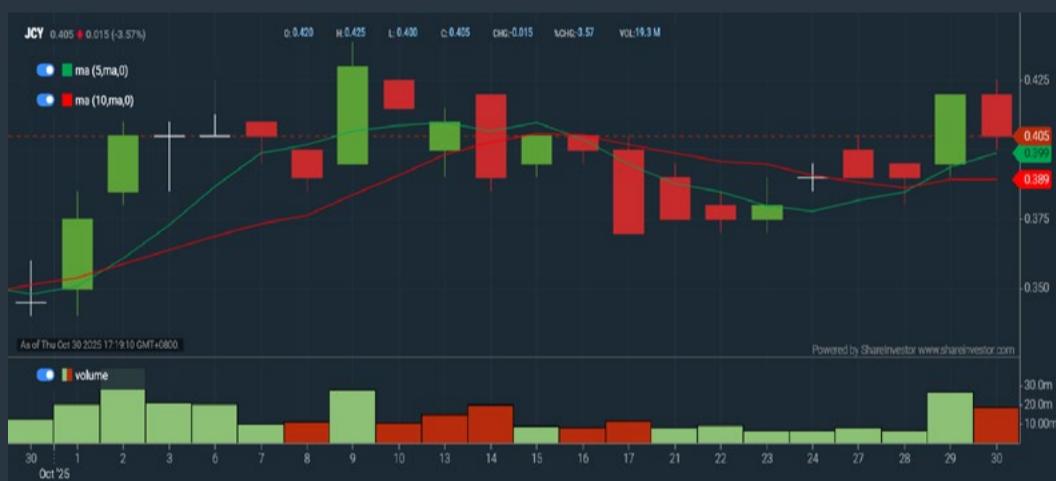 JCY 0.405 0.015 (-3.57%) O: 0.420 H: 0.425 L: 0.400 C: 0.405 CHG:-0.015 %CHG:-3.57 VOL:19.3 M
ma (5,ma,0)
ma (10,ma,0)
0.425
0.405
0.399
0.389
0.375
0.350
As of Thu Oct 30 2025 17:19:10 GMT+0800
Powered by ShareInvestor www.shareinvestor.com
volume
30.0m
20.0m
10.00m
30 1 2 3 6 7 8 9 10 13 14 15 16 17 21 22 23 24 27 28 29 30
Oct '25